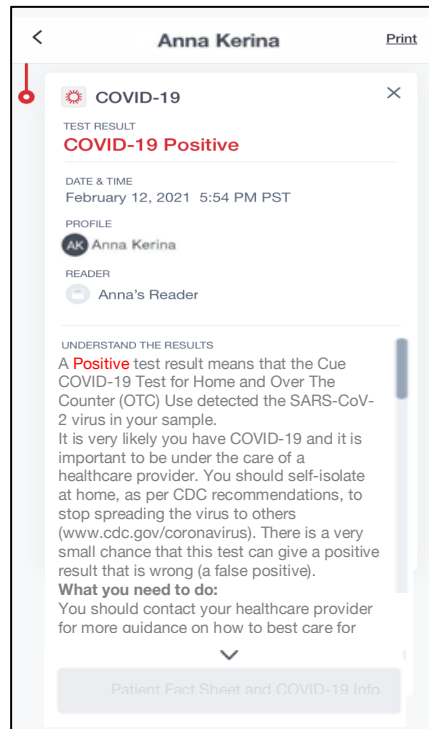 Anna Kerina
Print
COVID-19
TEST RESULT
COVID-19 Positive
DATE & TIME
February 12, 2021 5:54 PM PST
PROFILE
AK Anna Kerina
READER
Anna's Reader
UNDERSTAND THE RESULTS
A Positive test result means that the Cue
COVID-19 Test for Home and Over The
Counter (OTC) Use detected the SARS-CoV-
2 virus in your sample.
It is very likely you have COVID-19 and it is
important to be under the care of a
healthcare provider. You should self-isolate
at home, as per CDC recommendations, to
stop spreading the virus to others
(www.cdc.gov/coronavirus). There is a very
small chance that this test can give a positive
result that is wrong (a false positive).
What you need to do:
You should contact your healthcare provider
for more guidance on how to best care for
Patient Fact Sheet and COVID-19 Info